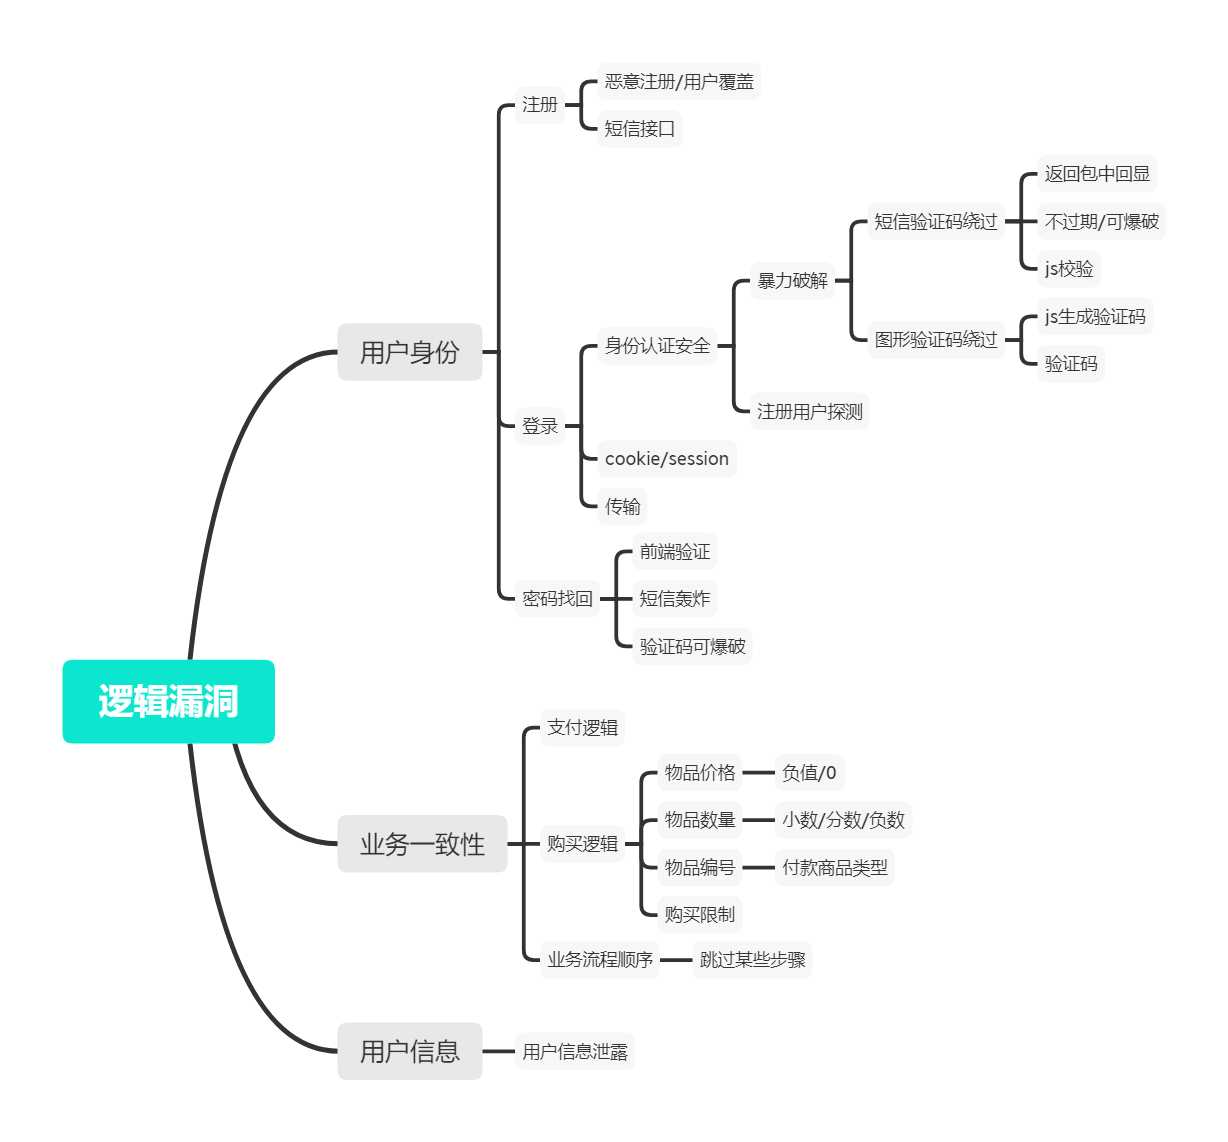 逻辑漏洞
用户身份
注册
恶意注册/用户覆盖
短信接口
登录
身份认证安全
暴力破解
短信验证码绕过
返回包中回显
不过期/可爆破
js校验
图形验证码绕过
js生成验证码
验证码
注册用户探测
cookie/session
传输
密码找回
前端验证
短信轰炸
验证码可爆破
业务一致性
支付逻辑
购买逻辑
物品价格
负值/0
物品数量
小数/分数/负数
物品编号
付款商品类型
购买限制
业务流程顺序
跳过某些步骤
用户信息
用户信息泄露